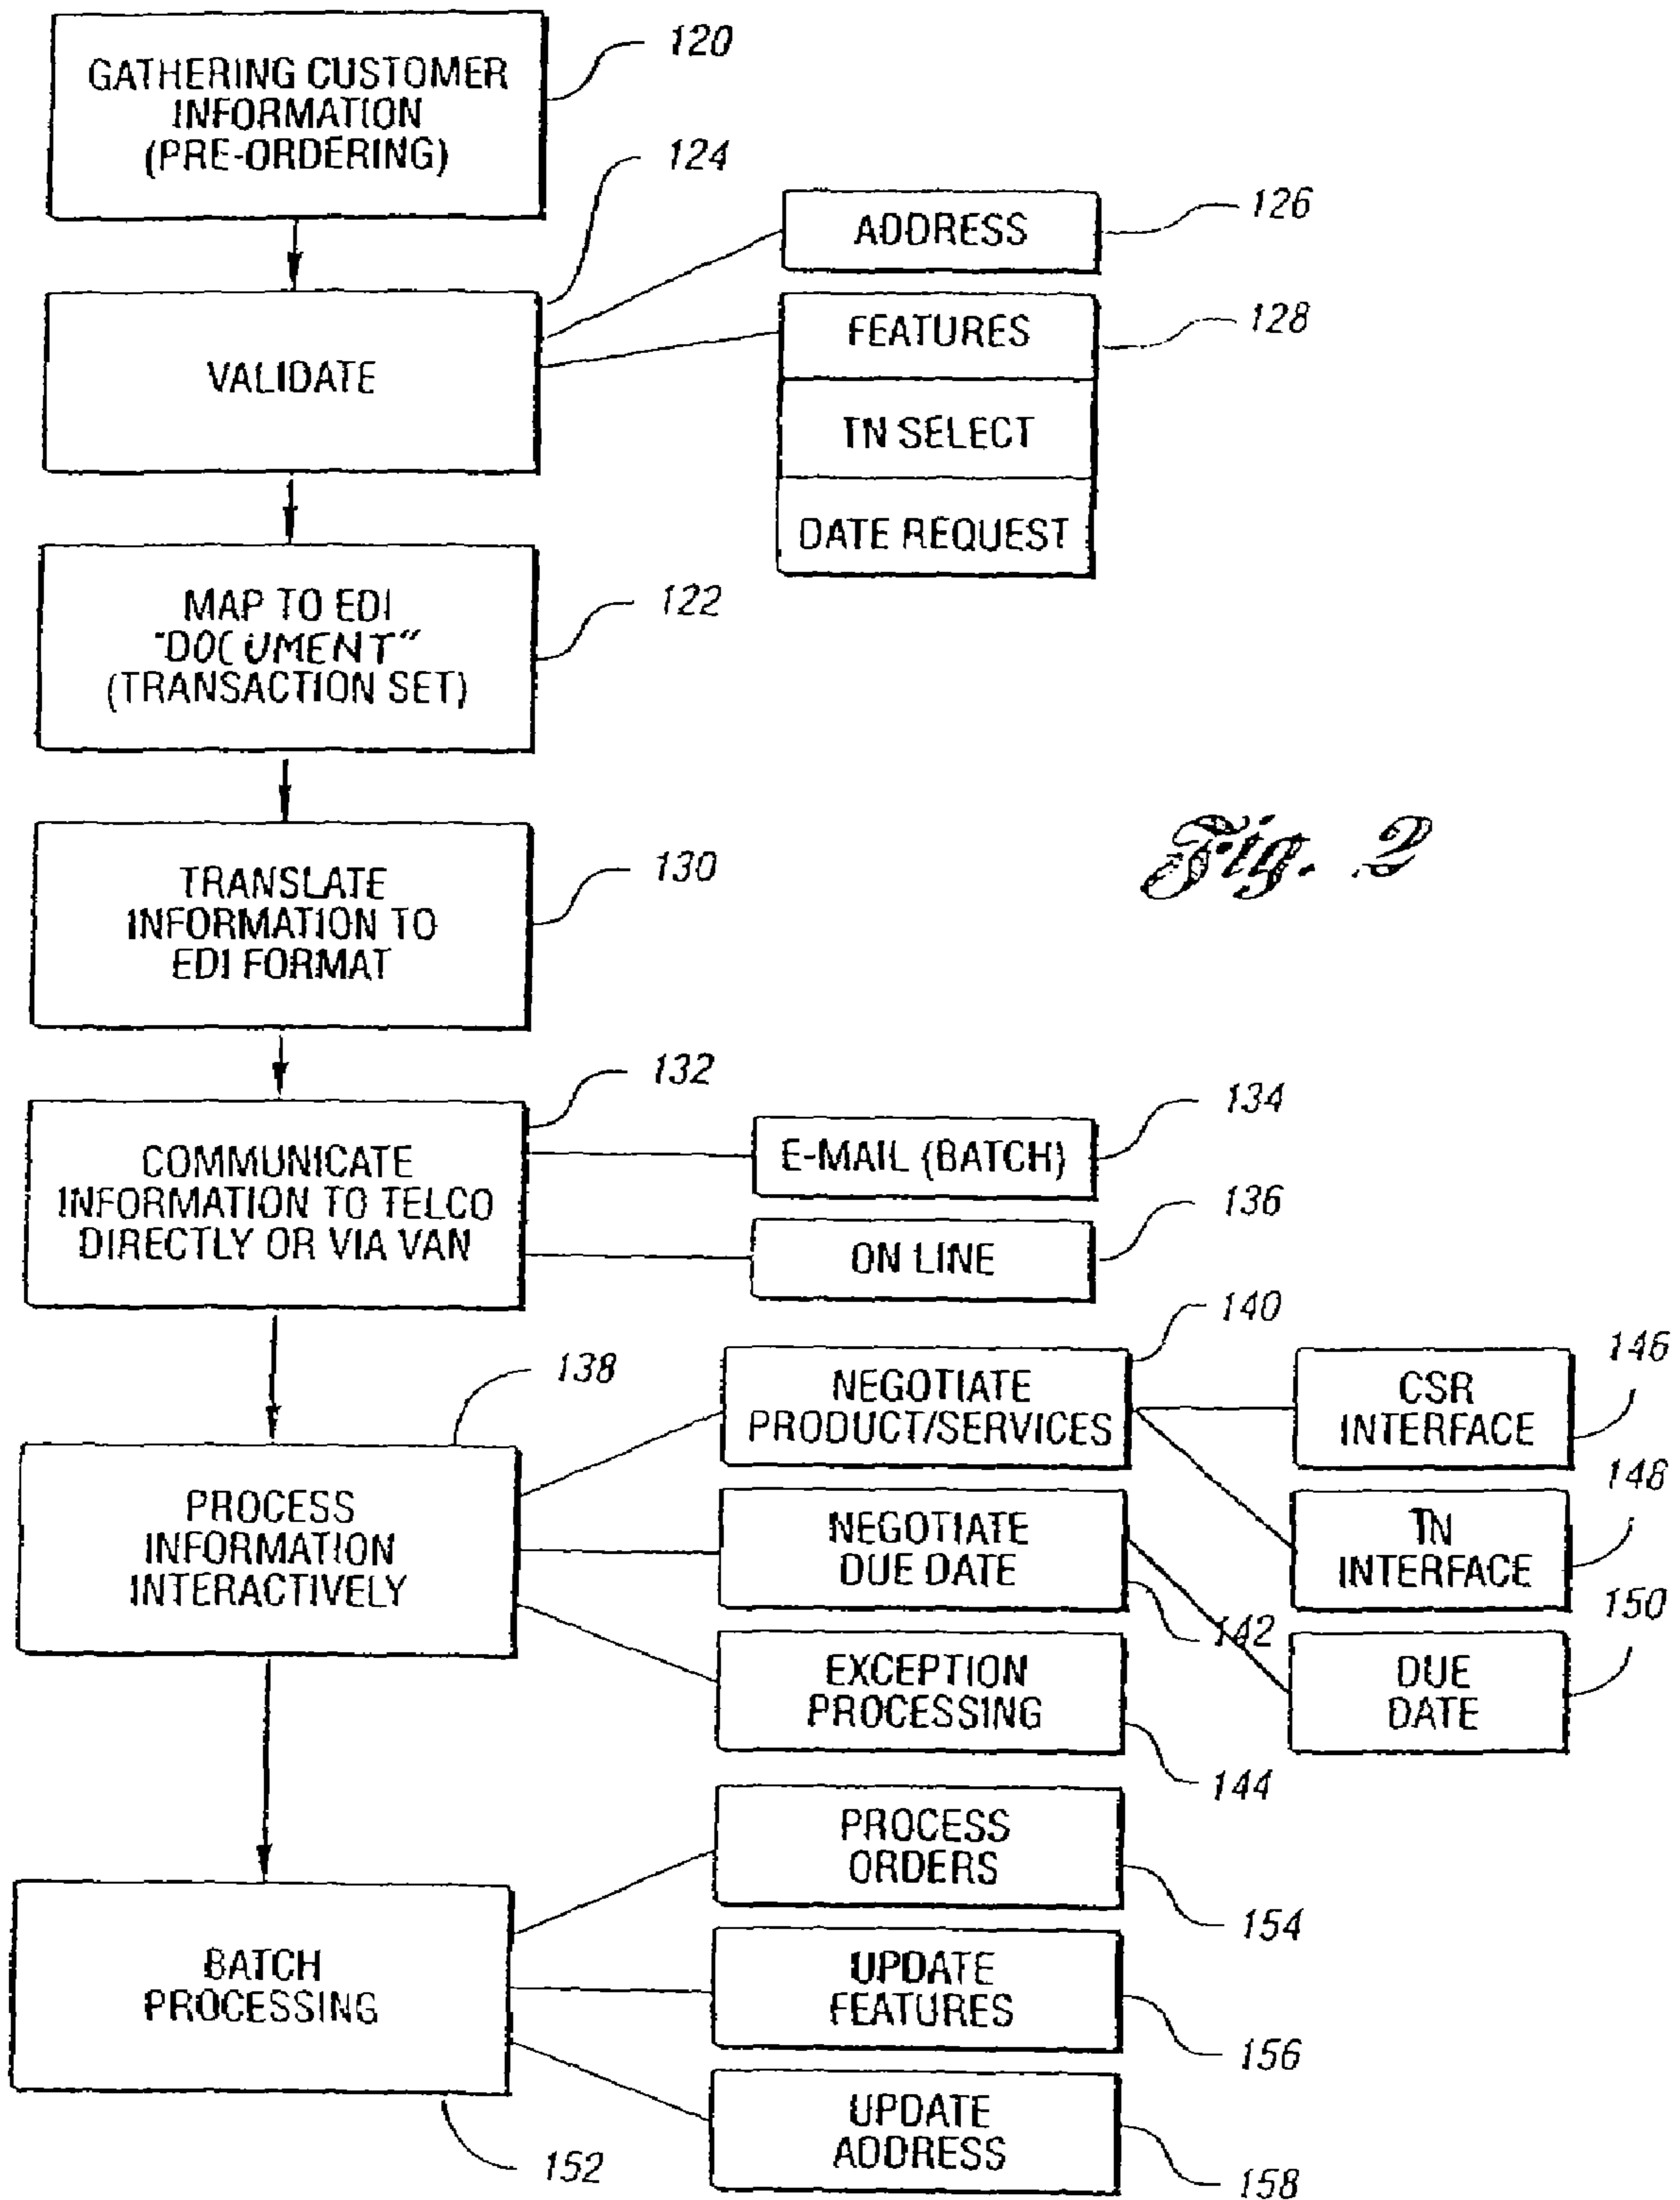 120
GATHERING CUSTOMER
INFORMATION
(PRE-ORDERING)
124
126
ADDRESS
VALIDATE
128
FEATURES
TN SELECT
DATE REQUEST
122
MAP TO EDI
"DOCUMENT"
(TRANSACTION SET)
Fig. 2
130
TRANSLATE
INFORMATION TO
EDI FORMAT
132
COMMUNICATE
INFORMATION TO TELCO
DIRECTLY OR VIA VAN
134
E-MAIL (BATCH)
136
ON LINE
138
PROCESS
INFORMATION
INTERACTIVELY
140
NEGOTIATE
PRODUCT/SERVICES
146
CSR
INTERFACE
148
TN
INTERFACE
NEGOTIATE
DUE DATE
142
150
DUE
DATE
EXCEPTION
PROCESSING
144
PROCESS
ORDERS
154
BATCH
PROCESSING
152
UPDATE
FEATURES
156
UPDATE
ADDRESS
158